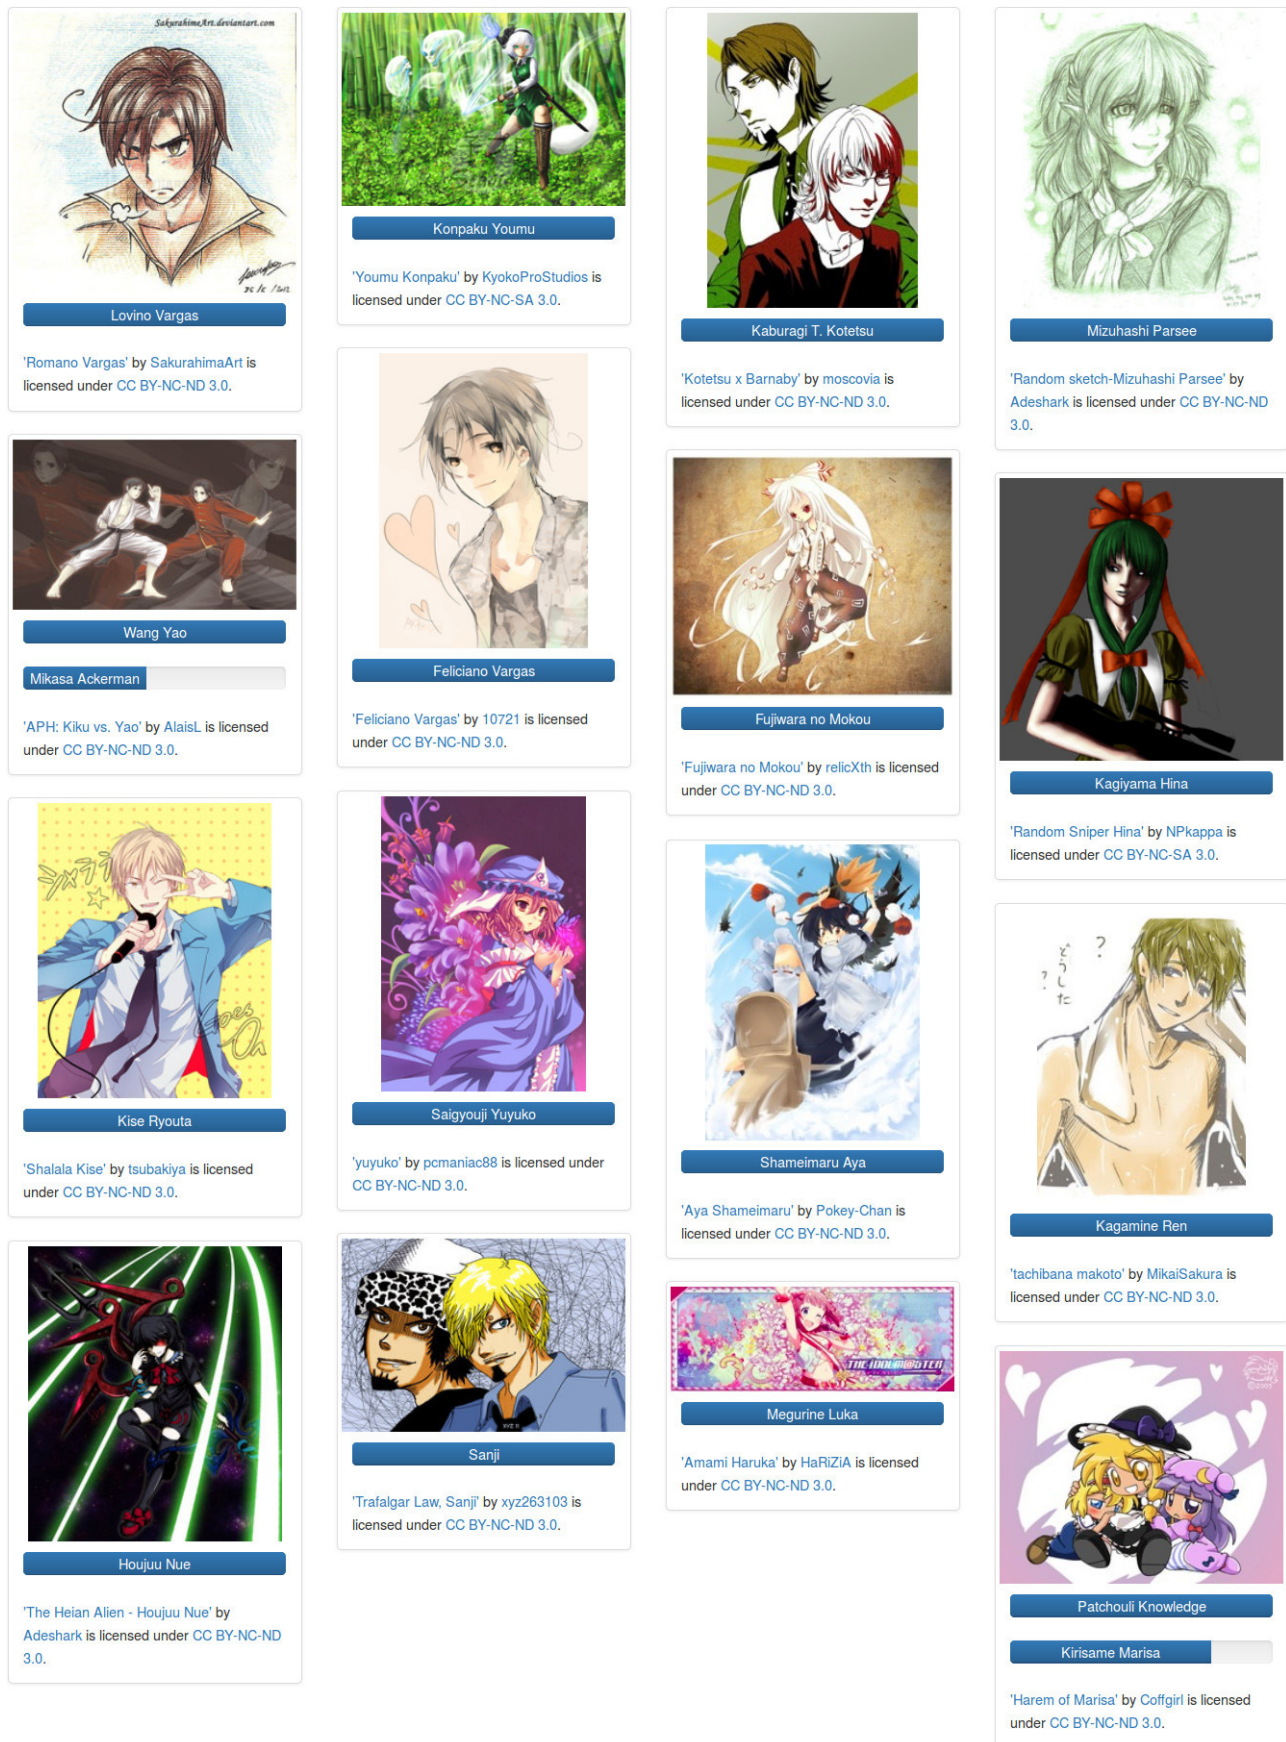 SakurahimeArt.deviantart.com
Lovino Vargas
'Romano Vargas' by SakurahimaArt is
licensed under CC BY-NC-ND 3.0.
Wang Yao
Mikasa Ackerman
'APH: Kiku vs. Yao' by AlaisL is licensed
under CC BY-NC-ND 3.0.
シャララ
Kise Ryouta
'Shalala Kise' by tsubakiya is licensed
under CC BY-NC-ND 3.0.
Houjuu Nue
'The Heian Alien - Houjuu Nue' by
Adeshark is licensed under CC BY-NC-ND
3.0.
Konpaku Youmu
'Youmu Konpaku' by KyokoProStudios is
licensed under CC BY-NC-SA 3.0.
Feliciano Vargas
'Feliciano Vargas' by 10721 is licensed
under CC BY-NC-ND 3.0.
Saigyouji Yuyuko
'yuyuko' by pcmaniac88 is licensed under
CC BY-NC-ND 3.0.
Sanji
'Trafalgar Law, Sanji' by xyz263103 is
licensed under CC BY-NC-ND 3.0.
Kaburagi T. Kotetsu
'Kotetsu x Barnaby' by moscovia is
licensed under CC BY-NC-ND 3.0.
Fujiwara no Mokou
'Fujiwara no Mokou' by relicXth is licensed
under CC BY-NC-ND 3.0.
Shameimaru Aya
'Aya Shameimaru' by Pokey-Chan is
licensed under CC BY-NC-ND 3.0.
THE IDOLM@STER
Megurine Luka
'Amami Haruka' by HaRiZiA is licensed
under CC BY-NC-ND 3.0.
Mizuhashi Parsee
'Random sketch-Mizuhashi Parsee' by
Adeshark is licensed under CC BY-NC-ND
3.0.
Kagiyama Hina
'Random Sniper Hina' by NPkappa is
licensed under CC BY-NC-SA 3.0.
?
どうした
?
Kagamine Ren
'tachibana makoto' by MikaiSakura is
licensed under CC BY-NC-ND 3.0.
Patchouli Knowledge
Kirisame Marisa
'Harem of Marisa' by Coffgirl is licensed
under CC BY-NC-ND 3.0.